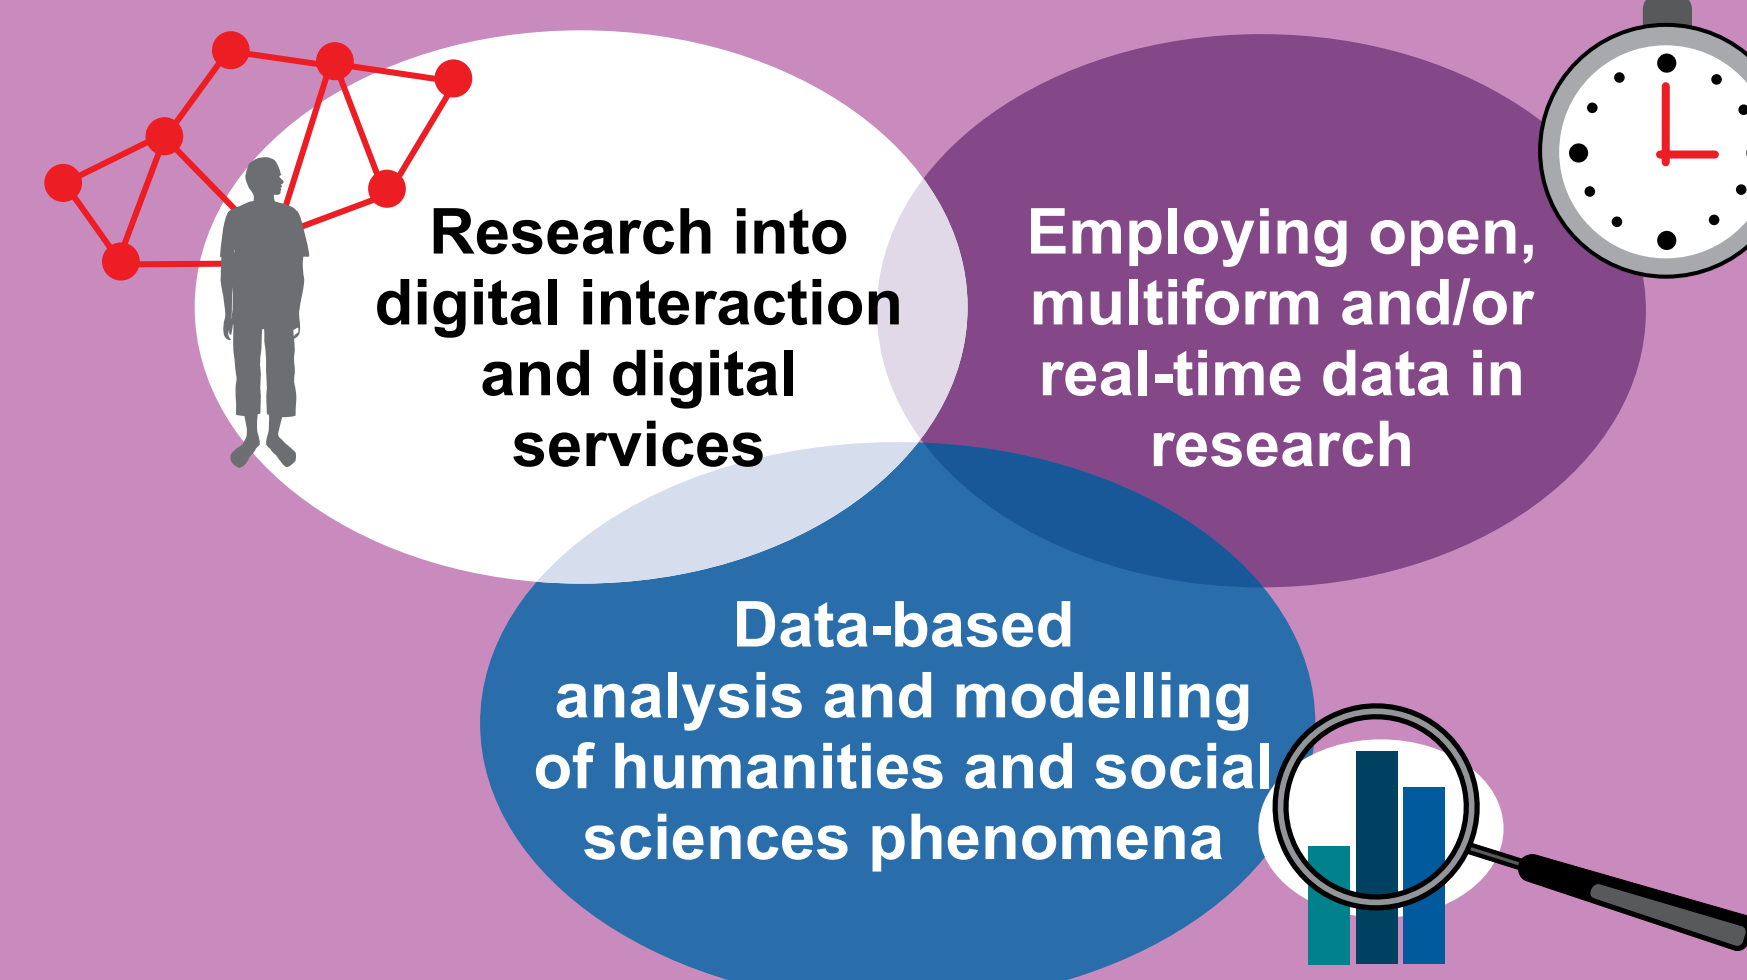 Research into
digital interaction
and digital
services
Employing open,
multiform and/or
real-time data in
research
Data-based
analysis and modelling
of humanities and social
sciences phenomena